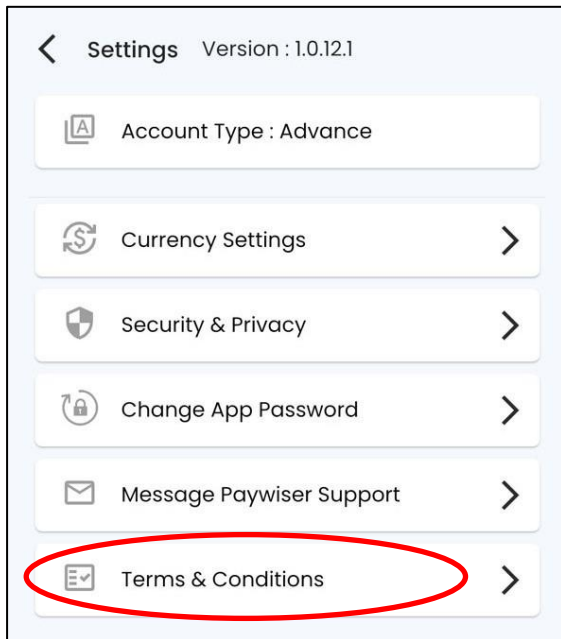 Settings Version : 1.0.12.1
Account Type : Advance
Currency Settings
Security & Privacy
Change App Password
Message Paywiser Support
Terms & Conditions